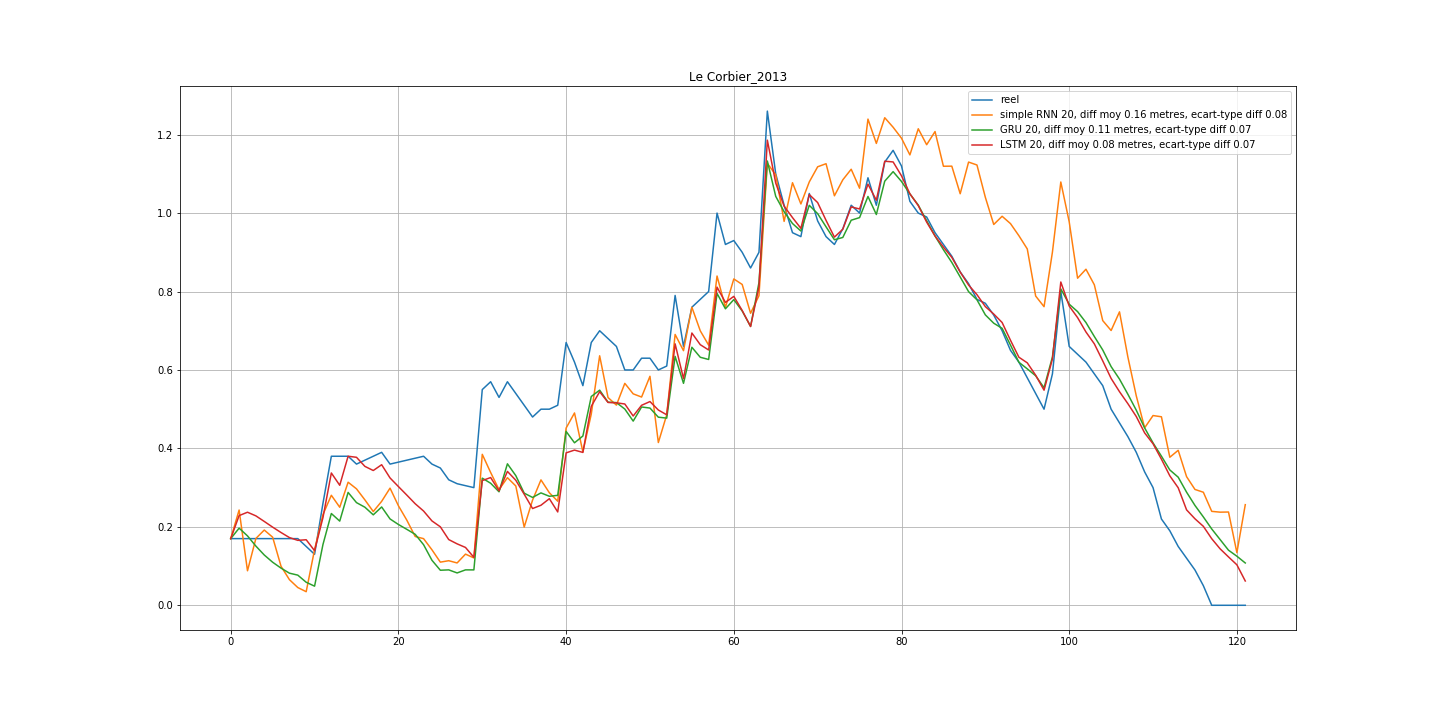 Le Corbier_2013
reel
simple RNN 20, diff moy 0.16 metres, ecart-type diff 0.08
GRU 20, diff moy 0.11 metres, ecart-type diff 0.07
LSTM 20, diff moy 0.08 metres, ecart-type diff 0.07
1.2
1.0
0.8
0.6
0.4
0.2
0.0
0 20 40 60 80 100 120